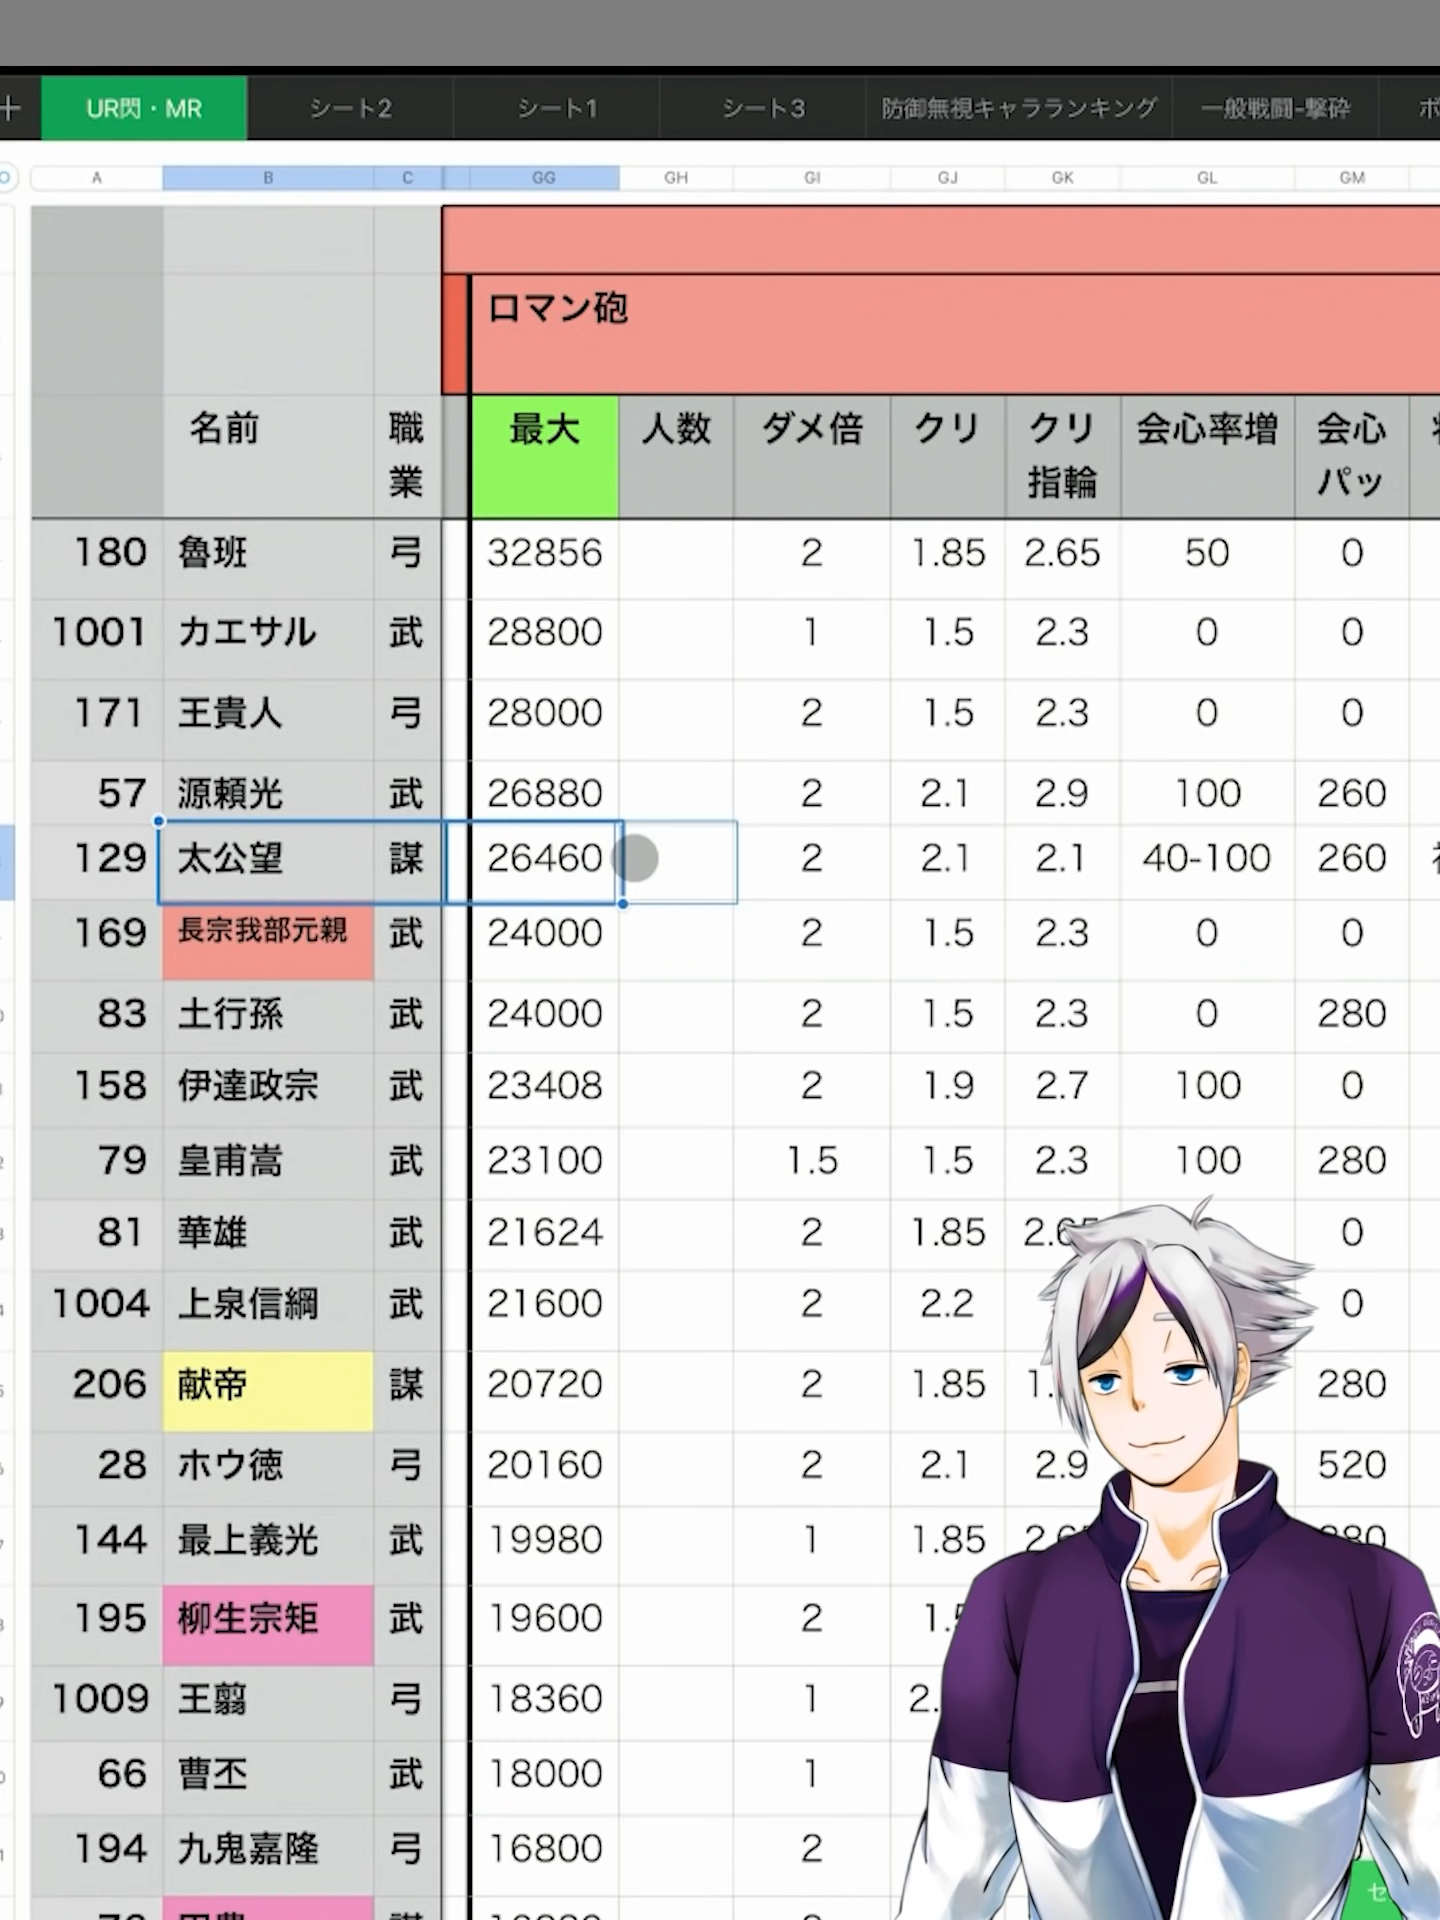 UR閃・MR シート2 シート1 シート3 防御無視キャラランキング 一般戦闘-撃砕
A B C GG GH GI GJ GK GL GM
ロマン砲
名前 職業 最大 人数 ダメ倍 クリ クリ指輪 会心率増 会心パッ
180 魯班 弓 32856 2 1.85 2.65 50 0
1001 カエサル 武 28800 1 1.5 2.3 0 0
171 王貴人 弓 28000 2 1.5 2.3 0 0
57 源頼光 武 26880 2 2.1 2.9 100 260
129 太公望 謀 26460 2 2.1 2.1 40-100 260
169 長宗我部元親 武 24000 2 1.5 2.3 0 0
83 土行孫 武 24000 2 1.5 2.3 0 280
158 伊達政宗 武 23408 2 1.9 2.7 100 0
79 皇甫嵩 武 23100 1.5 1.5 2.3 100 280
81 華雄 武 21624 2 1.85 0
1004 上泉信綱 武 21600 2 2.2 0
206 献帝 謀 20720 2 1.85 280
28 ホウ徳 弓 20160 2 2.1 2.9 520
144 最上義光 武 19980 1 1.85
195 柳生宗矩 武 19600 2
1009 王翦 弓 18360 1
66 曹丕 武 18000 1
194 九鬼嘉隆 弓 16800 2